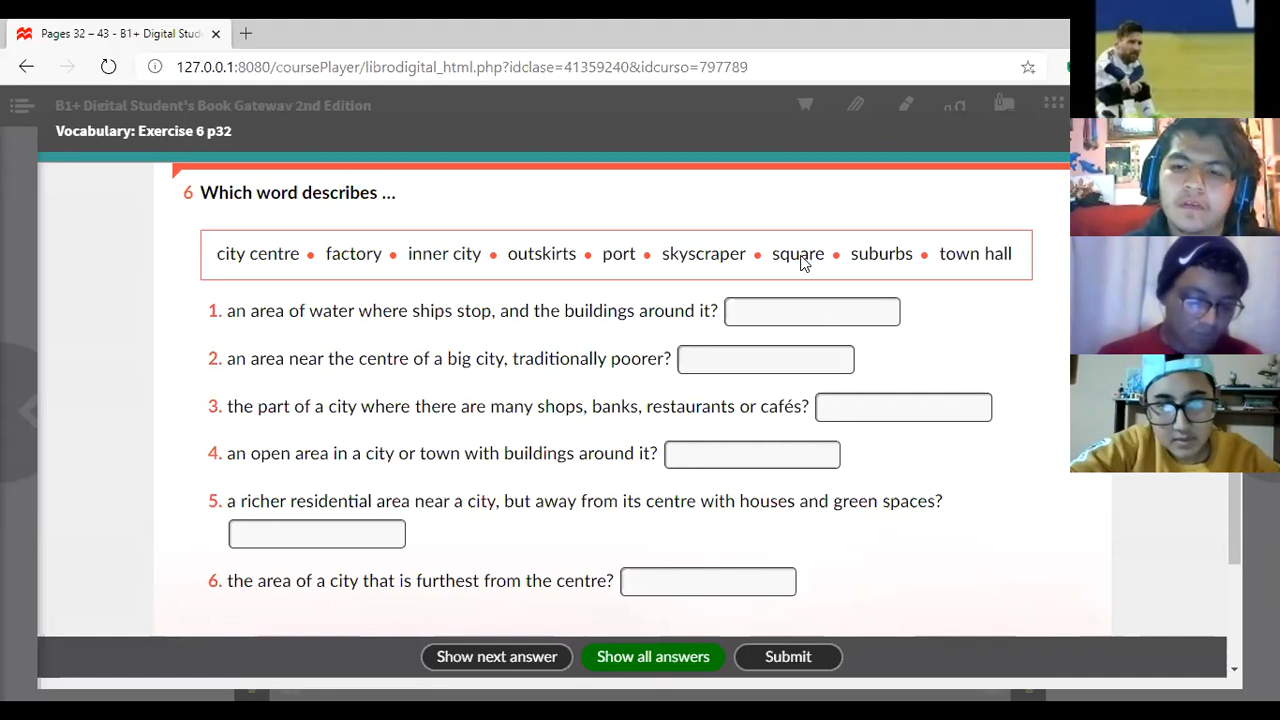 Pages 32 – 43 - B1+ Digital Stud
127.0.0.1:8080/coursePlayer/librodigital_html.php?idclase=41359240&idcurso=797789
B1+ Digital Student's Book Gateway 2nd Edition
Vocabulary: Exercise 6 p32
6 Which word describes ...
city centre • factory • inner city • outskirts • port • skyscraper • square • suburbs • town hall
1. an area of water where ships stop, and the buildings around it?
2. an area near the centre of a big city, traditionally poorer?
3. the part of a city where there are many shops, banks, restaurants or cafés?
4. an open area in a city or town with buildings around it?
5. a richer residential area near a city, but away from its centre with houses and green spaces?
6. the area of a city that is furthest from the centre?
Show next answer Show all answers Submit